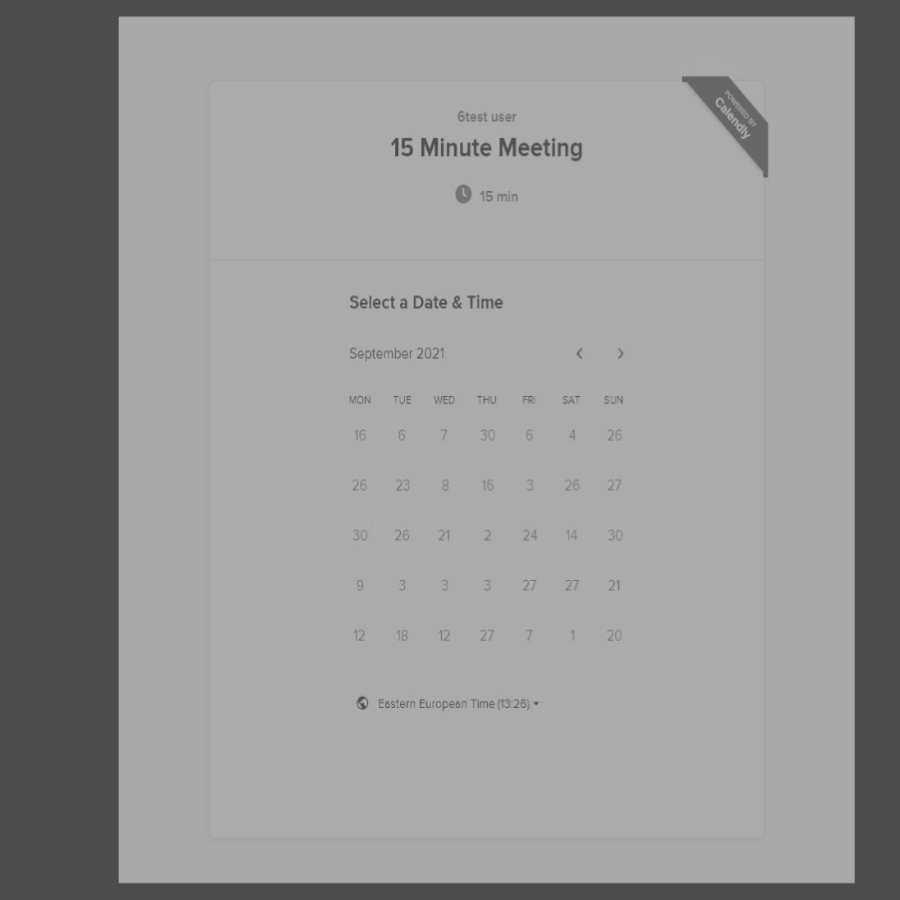 POWERED BY
Calendly
6test user
15 Minute Meeting
15 min
Select a Date & Time
September 2021
MON TUE WED THU FRI SAT SUN
16 6 7 30 6 4 26
26 23 8 16 3 26 27
30 26 21 2 24 14 30
9 3 3 3 27 27 21
12 18 12 27 7 1 20
Eastern European Time (13:26)